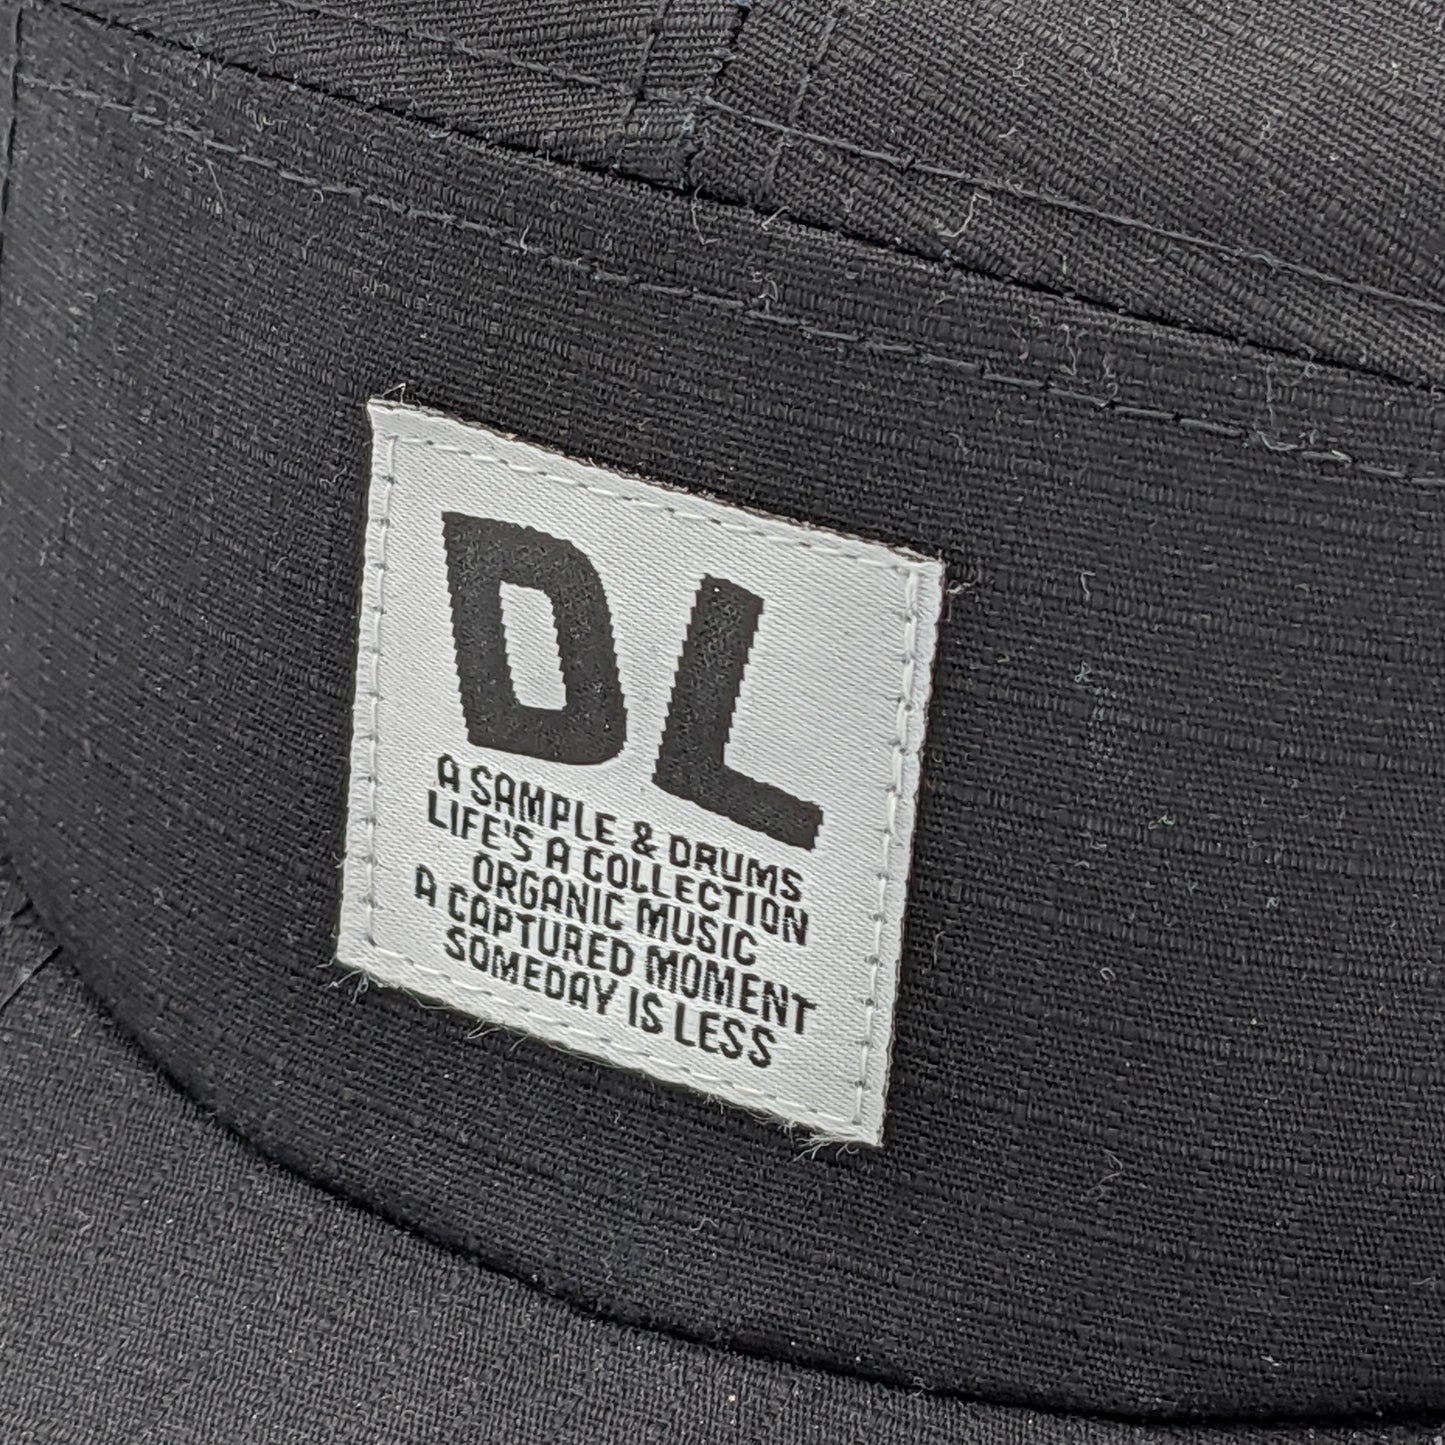 DL
A SAMPLE & DRUMS
LIFE'S A COLLECTION
ORGANIC MUSIC
A CAPTURED MOMENT
SOMEDAY IS LESS